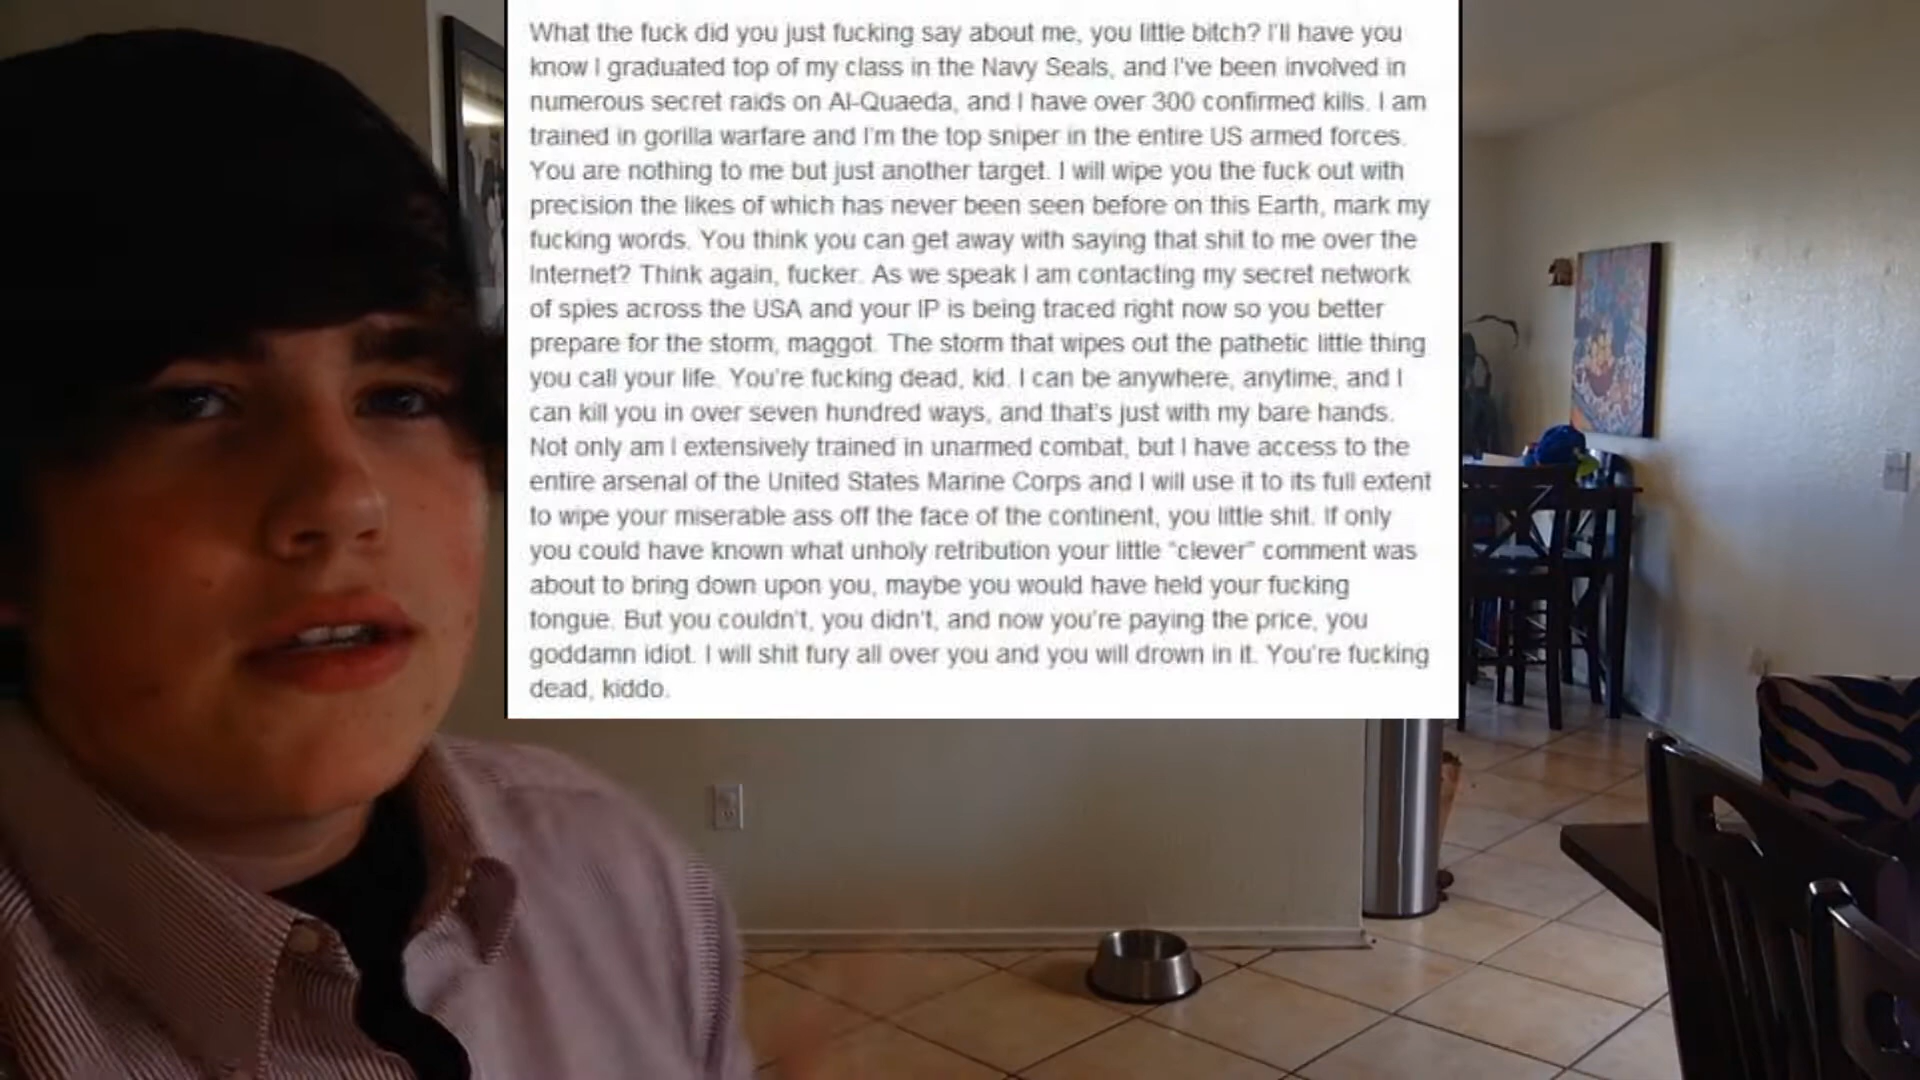 What the fuck did you just fucking say about me, you little bitch? I'll have you
know I graduated top of my class in the Navy Seals, and I've been involved in
numerous secret raids on Al-Quaeda, and I have over 300 confirmed kills. I am
trained in gorilla warfare and I'm the top sniper in the entire US armed forces.
You are nothing to me but just another target. I will wipe you the fuck out with
precision the likes of which has never been seen before on this Earth, mark my
fucking words. You think you can get away with saying that shit to me over the
Internet? Think again, fucker. As we speak I am contacting my secret network
of spies across the USA and your IP is being traced right now so you better
prepare for the storm, maggot. The storm that wipes out the pathetic little thing
you call your life. You're fucking dead, kid. I can be anywhere, anytime, and I
can kill you in over seven hundred ways, and that's just with my bare hands.
Not only am I extensively trained in unarmed combat, but I have access to the
entire arsenal of the United States Marine Corps and I will use it to its full extent
to wipe your miserable ass off the face of the continent, you little shit. If only
you could have known what unholy retribution your little "clever" comment was
about to bring down upon you, maybe you would have held your fucking
tongue. But you couldn't, you didn't, and now you're paying the price, you
goddamn idiot. I will shit fury all over you and you will drown in it. You're fucking
dead, kiddo.